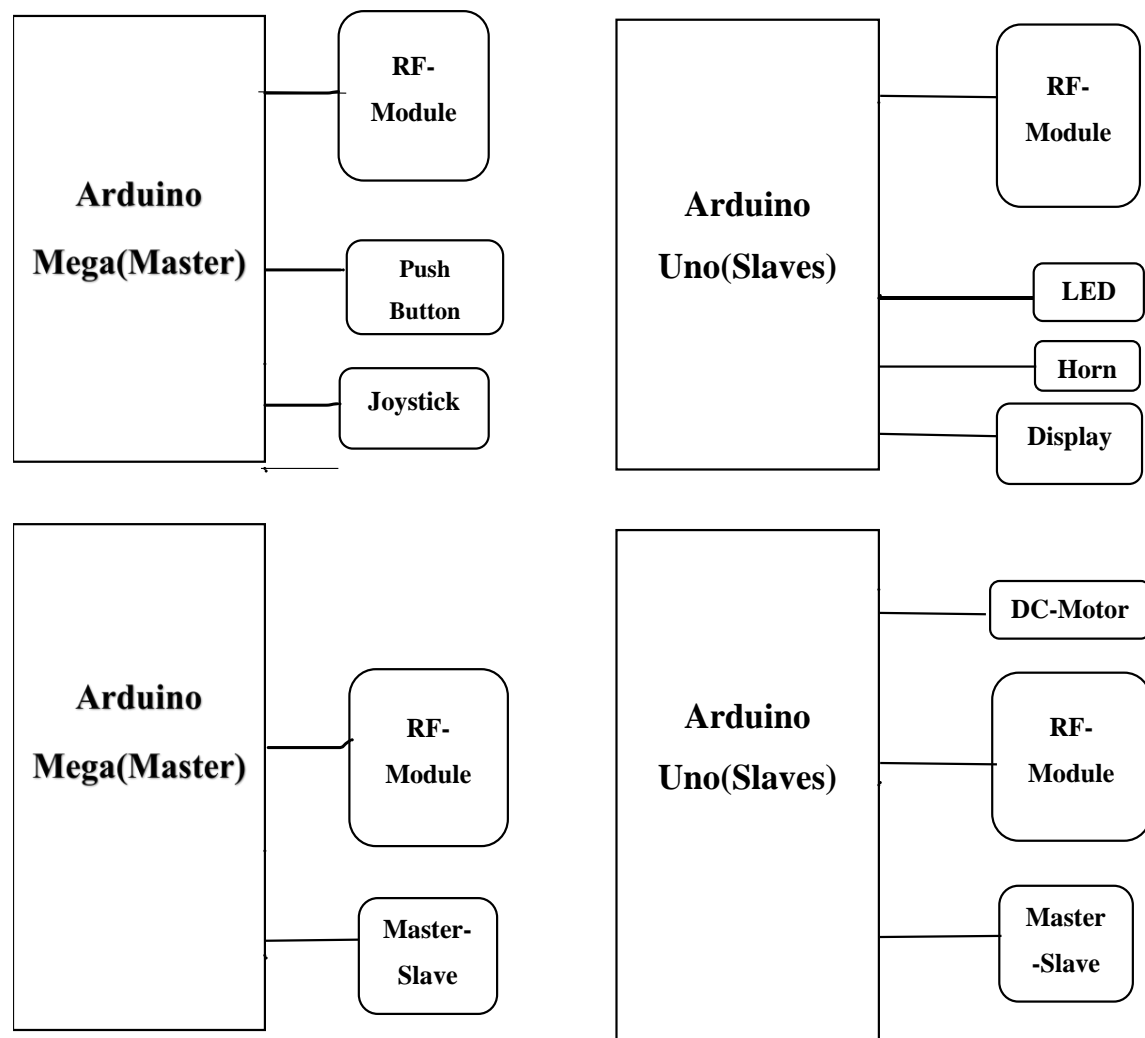 Arduino
Mega(Master)
RF-
Module
Push
Button
Joystick
Arduino
Uno(Slaves)
RF-
Module
LED
Horn
Display
Arduino
Mega(Master)
RF-
Module
Master-
Slave
Arduino
Uno(Slaves)
DC-Motor
RF-
Module
Master
-Slave